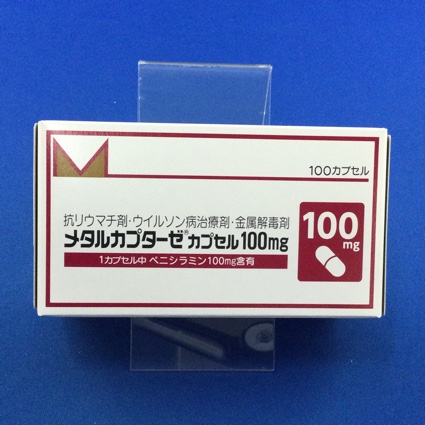 100カプセル
抗リウマチ剤・ウイルソン病治療剤・金属解毒剤
メタルカプターゼ®カプセル100mg
1カプセル中 ペニシラミン100mg含有
100
mg